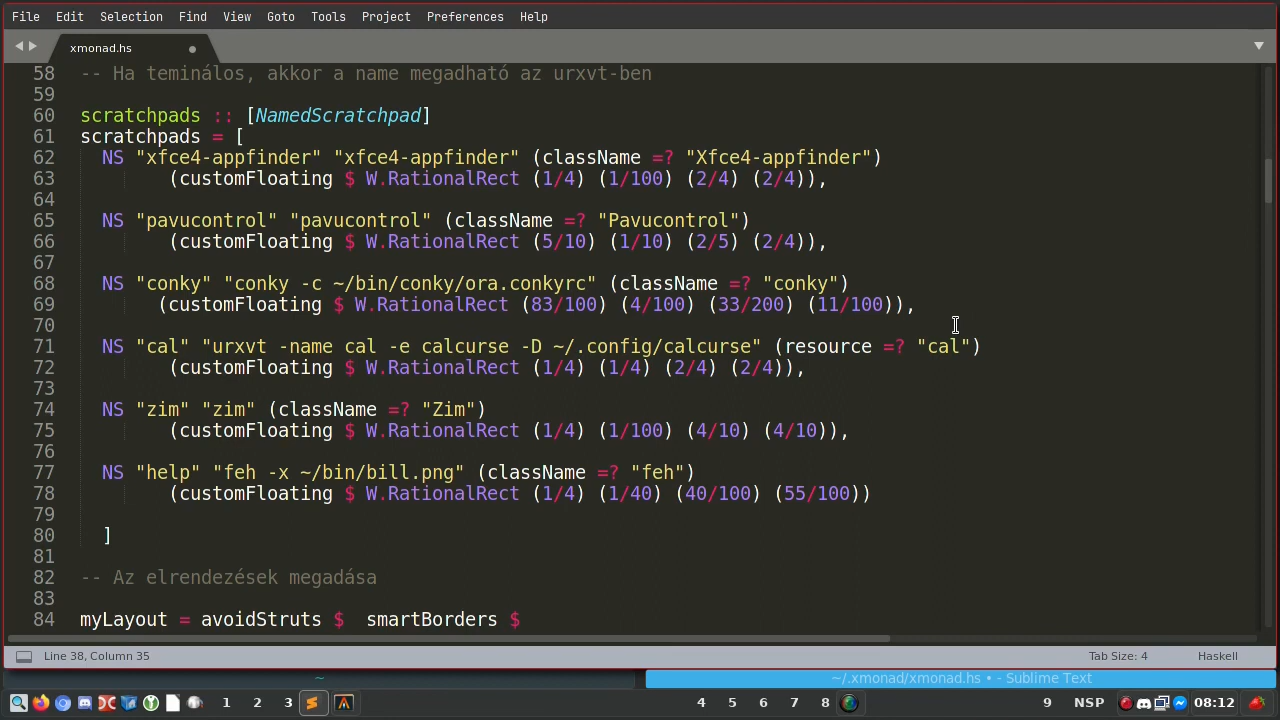 File Edit Selection Find View Goto Tools Project Preferences Help
xmonad.hs
58 -- Ha teminálos, akkor a name megadható az urxvt-ben
59
60 scratchpads :: [NamedScratchpad]
61 scratchpads = [
62 NS "xfce4-appfinder" "xfce4-appfinder" (className =? "Xfce4-appfinder")
63 (customFloating $ W.RationalRect (1/4) (1/100) (2/4) (2/4)),
64
65 NS "pavucontrol" "pavucontrol" (className =? "Pavucontrol")
66 (customFloating $ W.RationalRect (5/10) (1/10) (2/5) (2/4)),
67
68 NS "conky" "conky -c ~/bin/conky/ora.conkyrc" (className =? "conky")
69 (customFloating $ W.RationalRect (83/100) (4/100) (33/200) (11/100)),
70
71 NS "cal" "urxvt -name cal -e calcurse -D ~/.config/calcurse" (resource =? "cal")
72 (customFloating $ W.RationalRect (1/4) (1/4) (2/4) (2/4)),
73
74 NS "zim" "zim" (className =? "Zim")
75 (customFloating $ W.RationalRect (1/4) (1/100) (4/10) (4/10)),
76
77 NS "help" "feh -x ~/bin/bill.png" (className =? "feh")
78 (customFloating $ W.RationalRect (1/4) (1/40) (40/100) (55/100))
79
80 ]
81
82 -- Az elrendezések megadása
83
84 myLayout = avoidStruts $ smartBorders $
Line 38, Column 35 Tab Size: 4 Haskell
~ ~/.xmonad/xmonad.hs • - Sublime Text
1 2 3 4 5 6 7 8 9 NSP 08:12